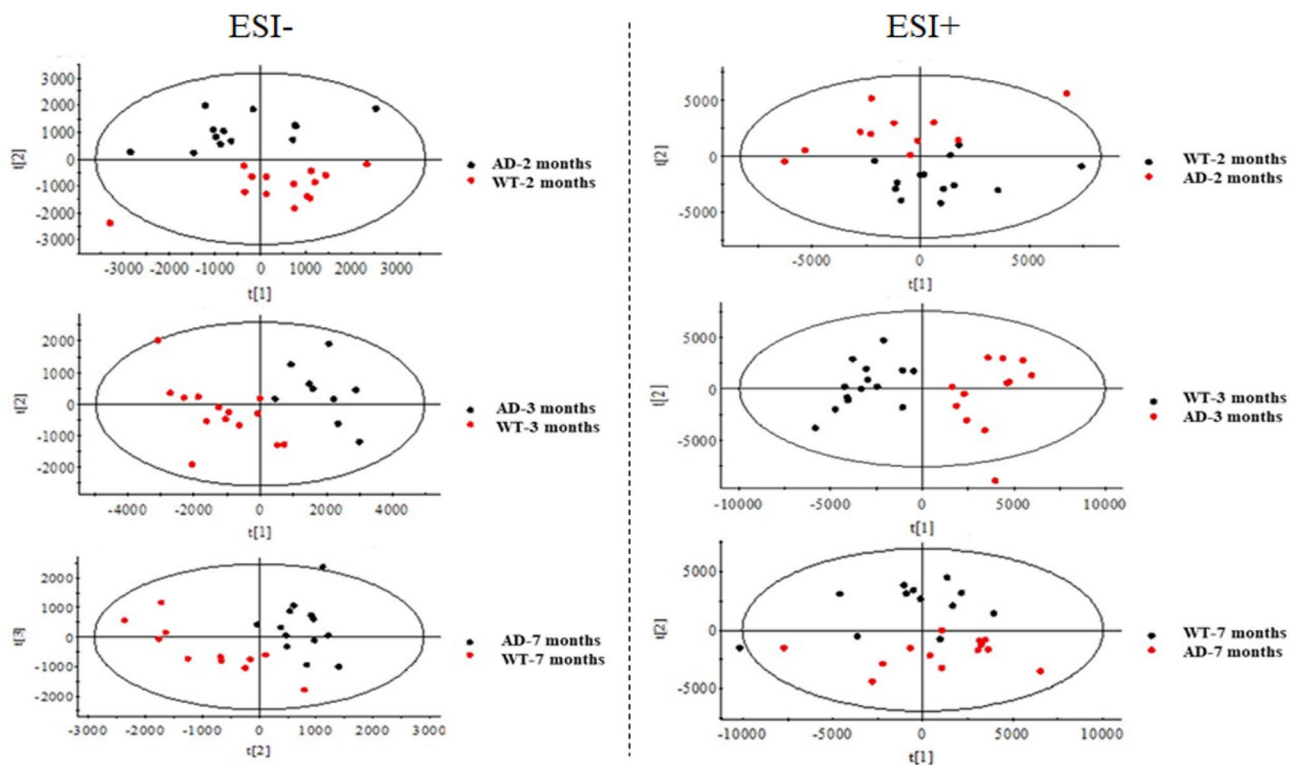 ESI-
ESI+
3000
2000
1000
0
-1000
-2000
-3000
t[2]
-3000 -2000 -1000 0 1000 2000 3000
t[1]
AD-2 months
WT-2 months
5000
0
-5000
t[2]
-5000 0 5000
t[1]
WT-2 months
AD-2 months
2000
1000
0
-1000
-2000
t[2]
-4000 -2000 0 2000 4000
t[1]
AD-3 months
WT-3 months
5000
0
-5000
t[2]
-10000 -5000 0 5000 10000
t[1]
WT-3 months
AD-3 months
2000
1000
0
-1000
-2000
t[3]
-3000 -2000 -1000 0 1000 2000 3000
t[2]
AD-7 months
WT-7 months
5000
0
-5000
t[2]
-10000 -5000 0 5000 10000
t[1]
WT-7 months
AD-7 months